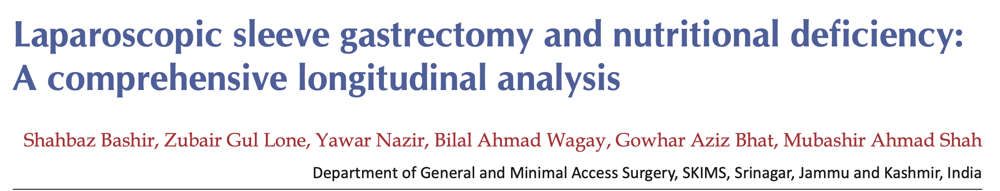 Laparoscopic sleeve gastrectomy and nutritional deficiency:
A comprehensive longitudinal analysis
Shahbaz Bashir, Zubair Gul Lone, Yawar Nazir, Bilal Ahmad Wagay, Gowhar Aziz Bhat, Mubashir Ahmad Shah
Department of General and Minimal Access Surgery, SKIMS, Srinagar, Jammu and Kashmir, India